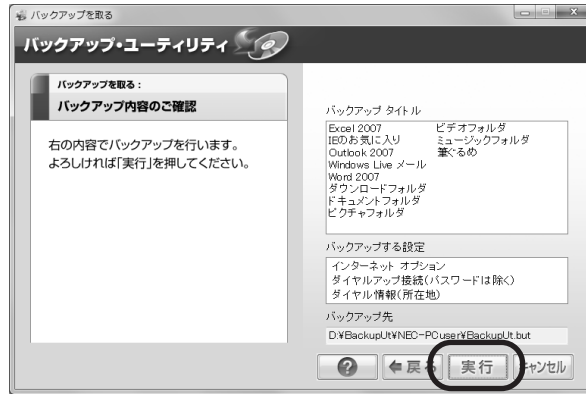 バックアップを取る
バックアップ・ユーティリティ
バックアップを取る：
バックアップ内容のご確認
右の内容でバックアップを行います。
よろしければ「実行」を押してください。
バックアップ タイトル
Excel 2007
IEのお気に入り
Outlook 2007
Windows Live メール
Word 2007
ダウンロードフォルダ
ドキュメントフォルダ
ピクチャフォルダ
ビデオフォルダ
ミュージックフォルダ
筆ぐるめ
バックアップする設定
インターネット オプション
ダイヤルアップ接続(パスワードは除く)
ダイヤル情報(所在地)
バックアップ先
D:¥BackupUt¥NEC-PCuser¥BackupUt.but
?
戻る
実行
キャンセル